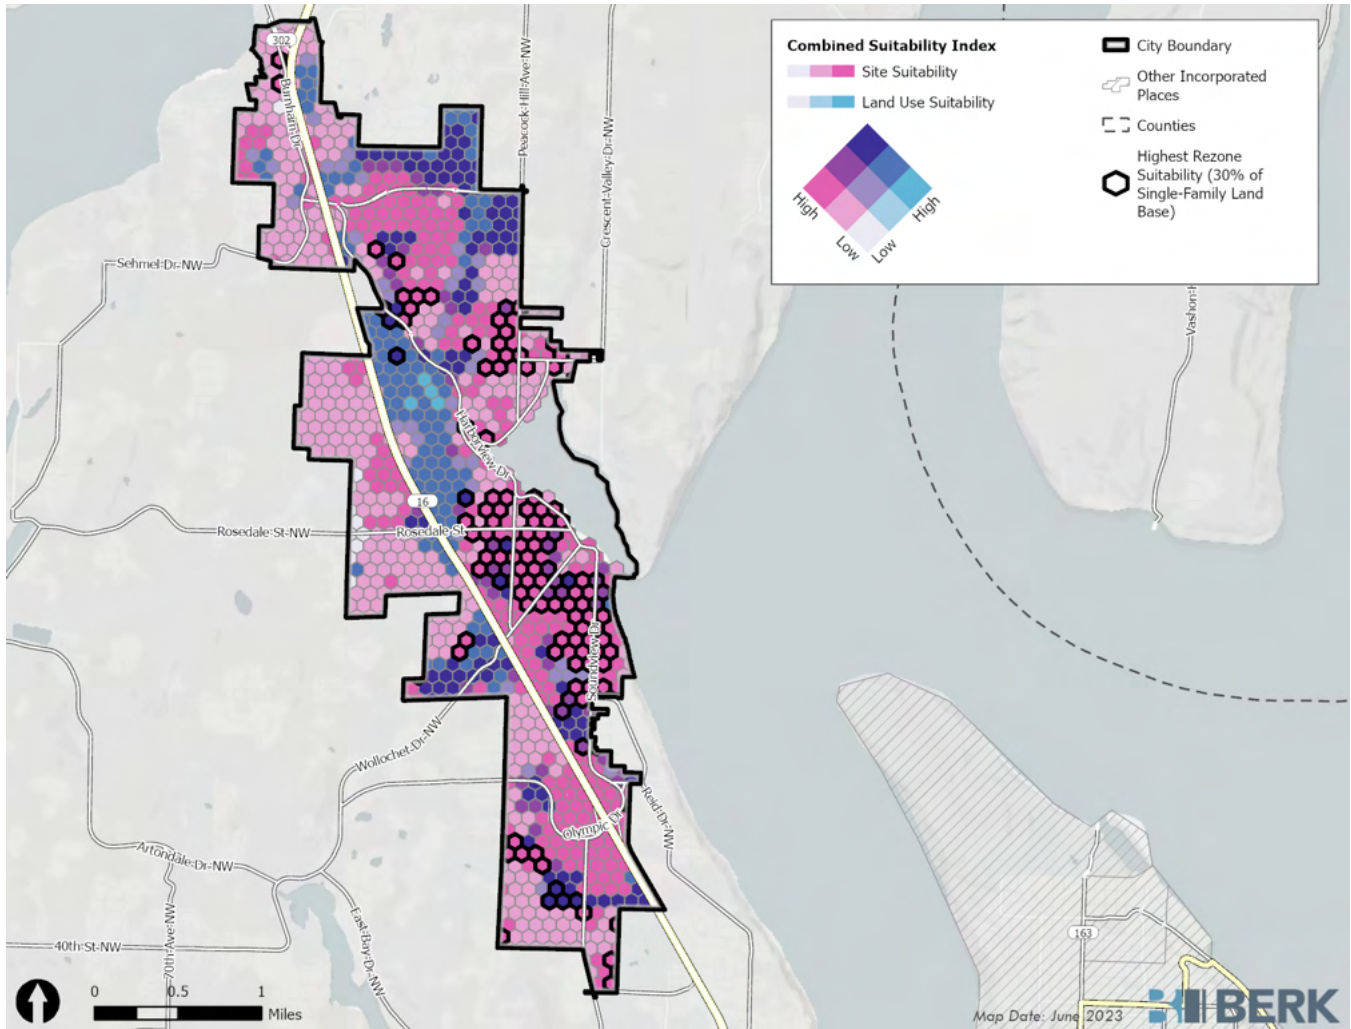 Combined Suitability Index
Site Suitability
Land Use Suitability
High
Low
Low
High
City Boundary
Other Incorporated
Places
Counties
Highest Rezone
Suitability (30% of
Single-Family Land
Base)
302
Burnham Dr
Peacock Hill Ave NW
Crescent Valley Dr NW
Sehmel Dr NW
Vashon H
Harborview Dr
16
Rosedale St NW
Rosedale St
Soundview Dr
Wollochet Dr NW
Reid Dr NW
Olympic Dr
Artondale Dr NW
70th Ave NW
East Bay Dr NW
40th St NW
163
0 0.5 1
Miles
Map Date: June 2023
BERK